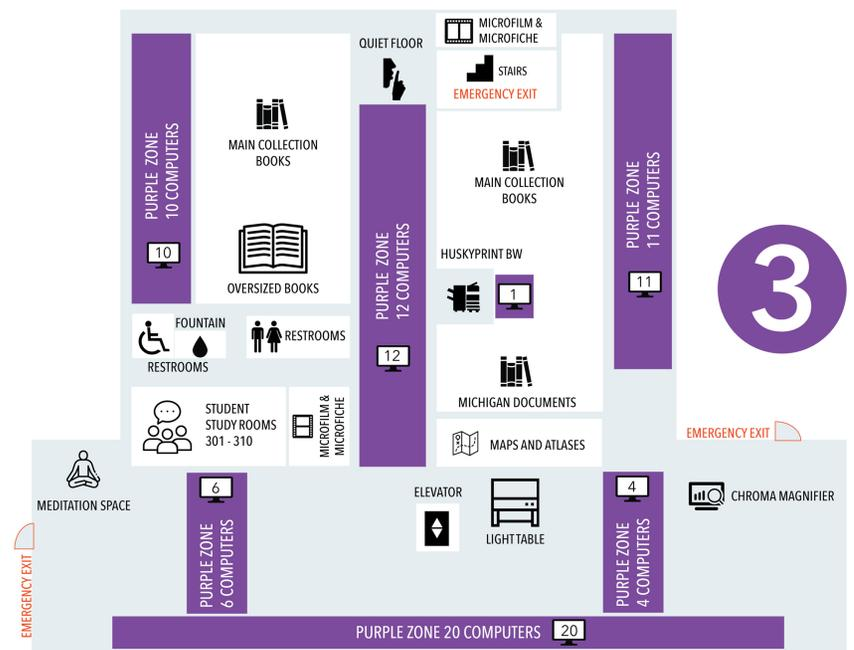 MICROFILM &
MICROFICHE
QUIET FLOOR
STAIRS
EMERGENCY EXIT
PURPLE ZONE
10 COMPUTERS
10
MAIN COLLECTION
BOOKS
OVERSIZED BOOKS
PURPLE ZONE
12 COMPUTERS
12
MAIN COLLECTION
BOOKS
HUSKYPRINT BW
1
PURPLE ZONE
11 COMPUTERS
11
3
FOUNTAIN
RESTROOMS
RESTROOMS
MICHIGAN DOCUMENTS
STUDENT
STUDY ROOMS
301 - 310
MICROFILM &
MICROFICHE
MAPS AND ATLASES
EMERGENCY EXIT
MEDITATION SPACE
6
PURPLE ZONE
6 COMPUTERS
ELEVATOR
LIGHT TABLE
4
PURPLE ZONE
4 COMPUTERS
CHROMA MAGNIFIER
EMERGENCY EXIT
PURPLE ZONE 20 COMPUTERS
20